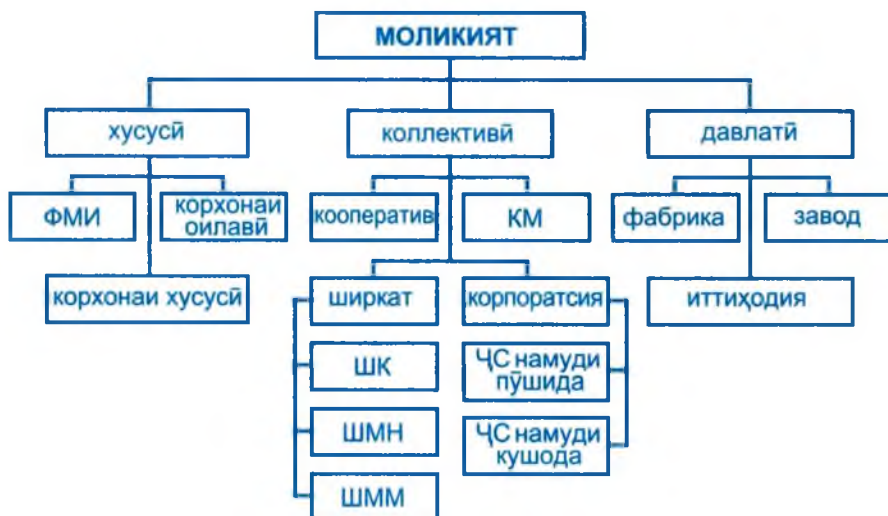 МОЛИКИЯТ
хусусӣ
коллективӣ
давлатӣ
ФМИ
корхонаи
оилавӣ
кооператив
КМ
фабрика
завод
корхонаи хусусӣ
ширкат
корпоратсия
иттиҳодия
ШК
ҶС намуди
пӯшида
ШМН
ҶС намуди
кушода
ШММ